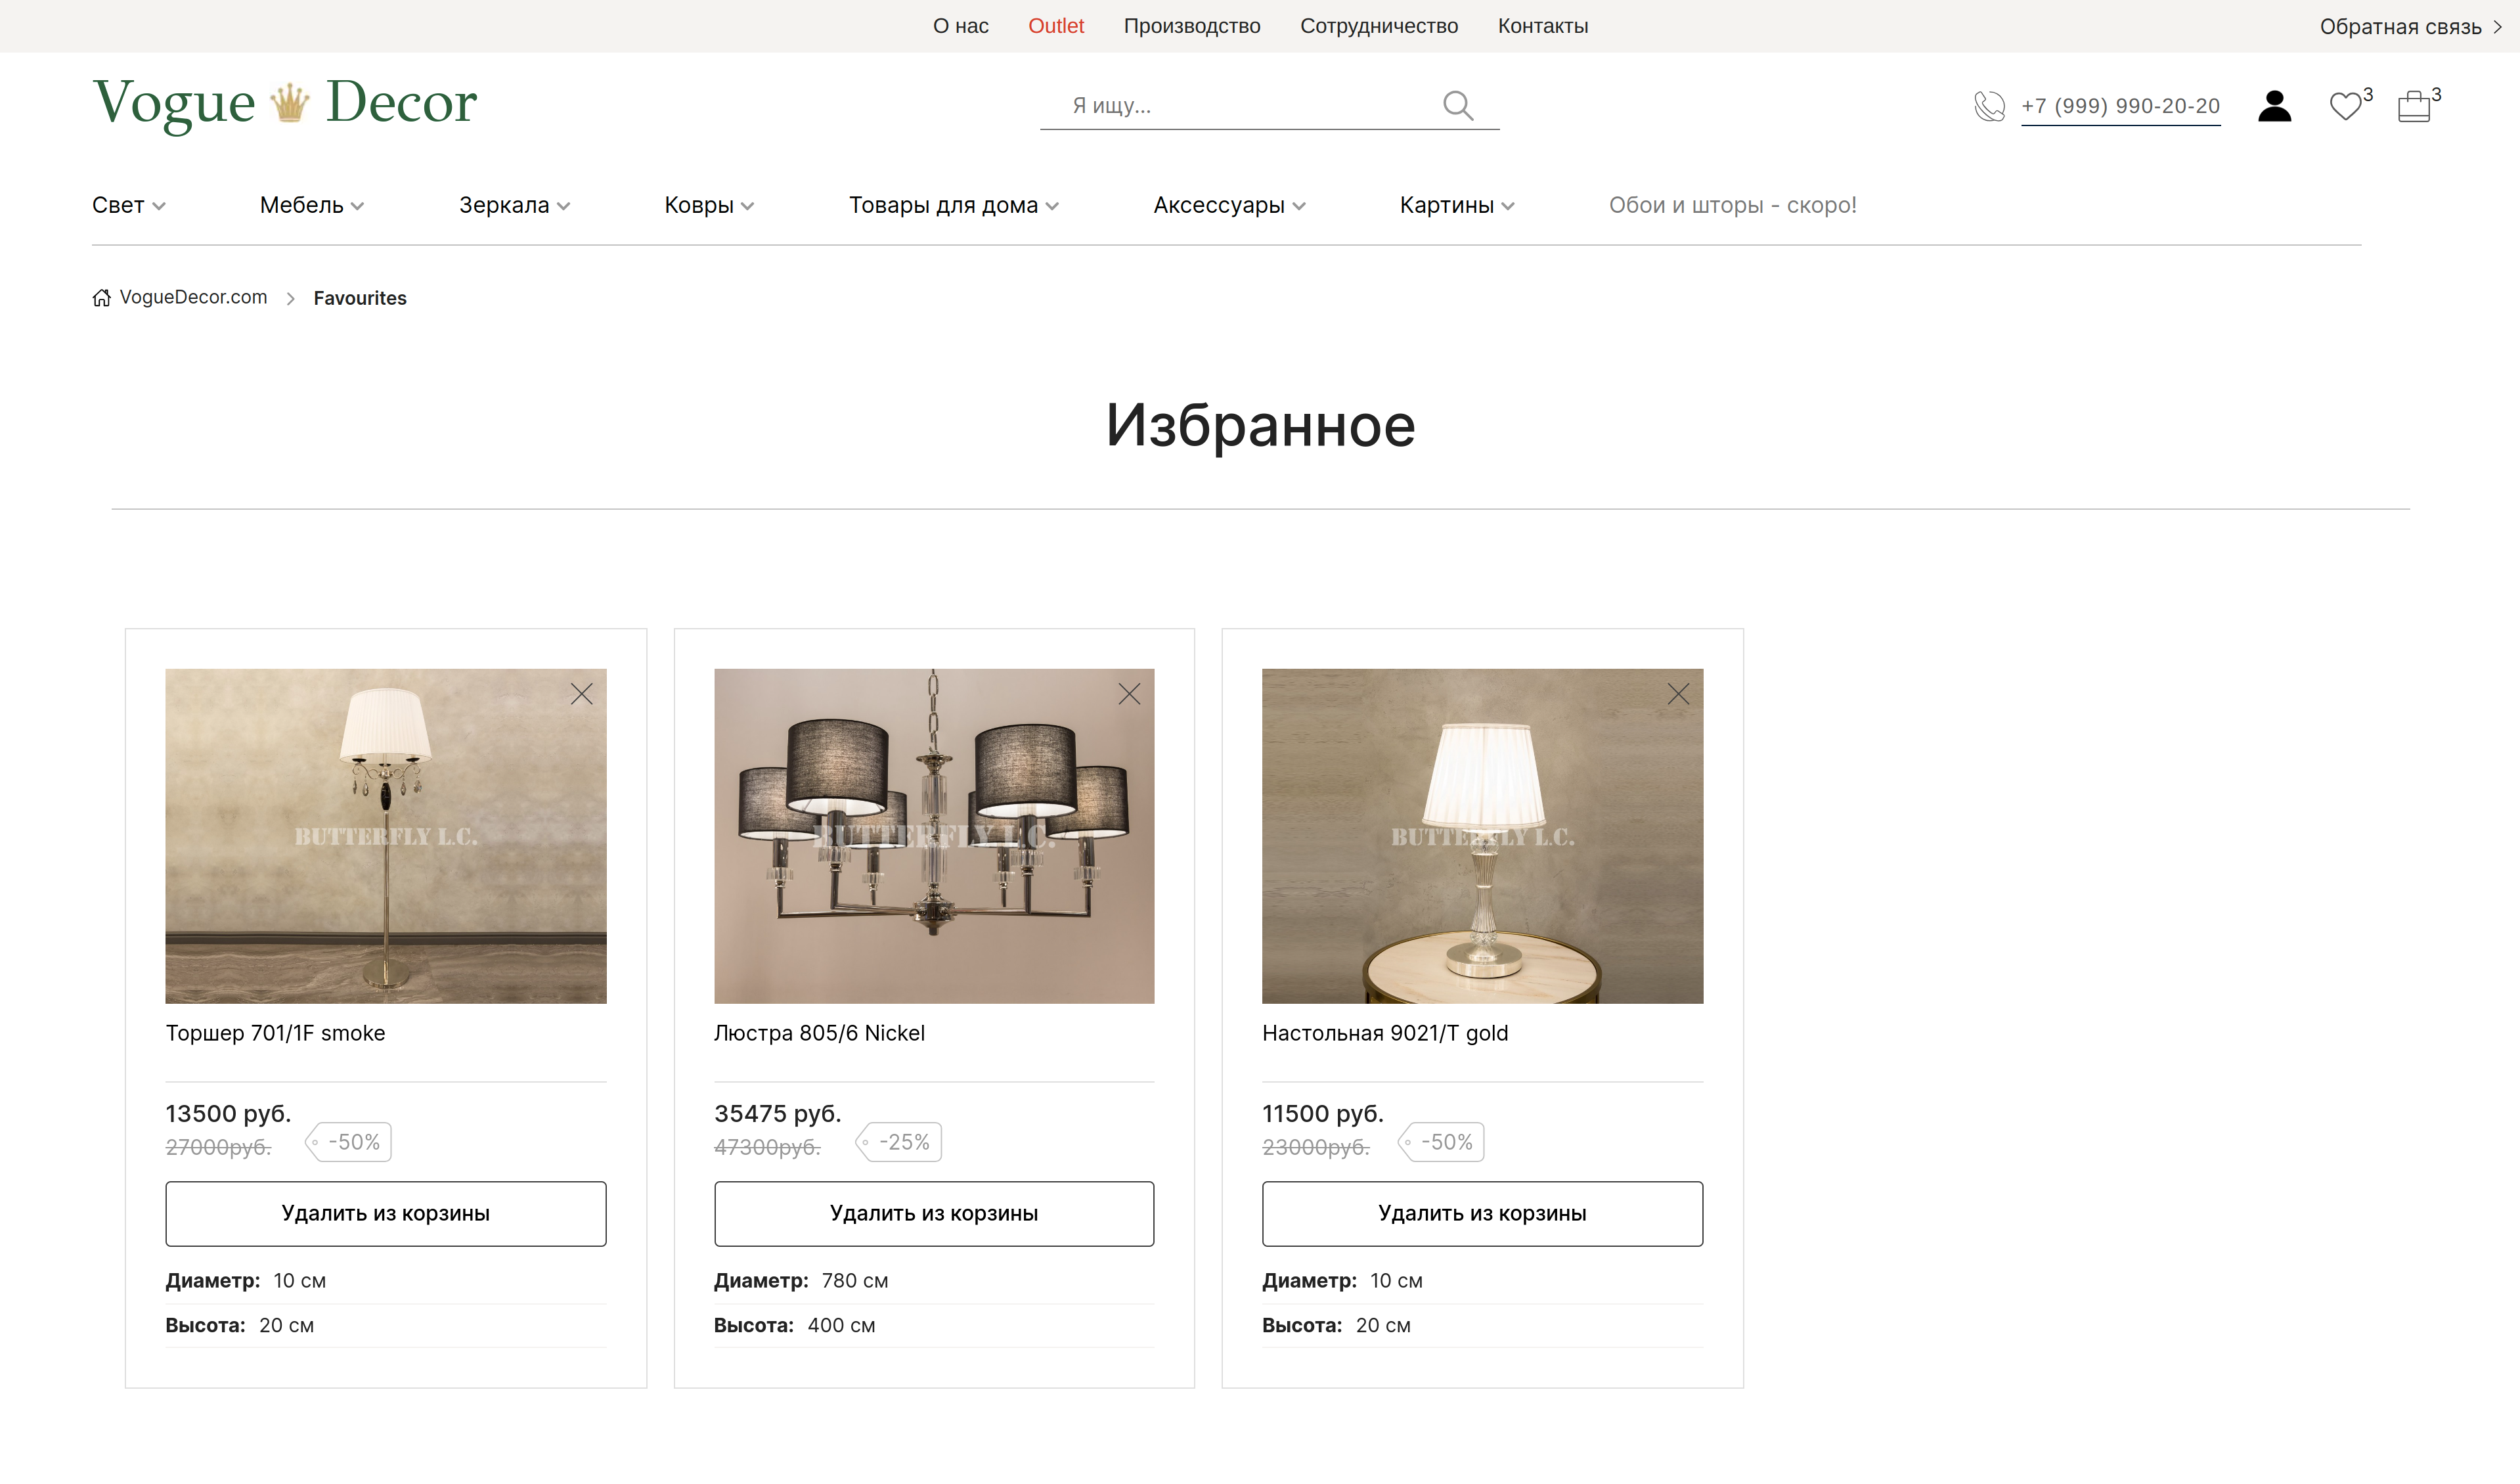 О нас Outlet Производство Сотрудничество Контакты Обратная связь
Vogue Decor
Я ищу...
+7 (999) 990-20-20
3
3
Свет Мебель Зеркала Ковры Товары для дома Аксессуары Картины Обои и шторы - скоро!
VogueDecor.com Favourites
Избранное
BUTTERFLY L.C.
Торшер 701/1F smoke
13500 руб.
27000руб. -50%
Удалить из корзины
Диаметр: 10 см
Высота: 20 см
BUTTERFLY L.C.
Люстра 805/6 Nickel
35475 руб.
47300руб. -25%
Удалить из корзины
Диаметр: 780 см
Высота: 400 см
BUTTERFLY L.C.
Настольная 9021/T gold
11500 руб.
23000руб. -50%
Удалить из корзины
Диаметр: 10 см
Высота: 20 см